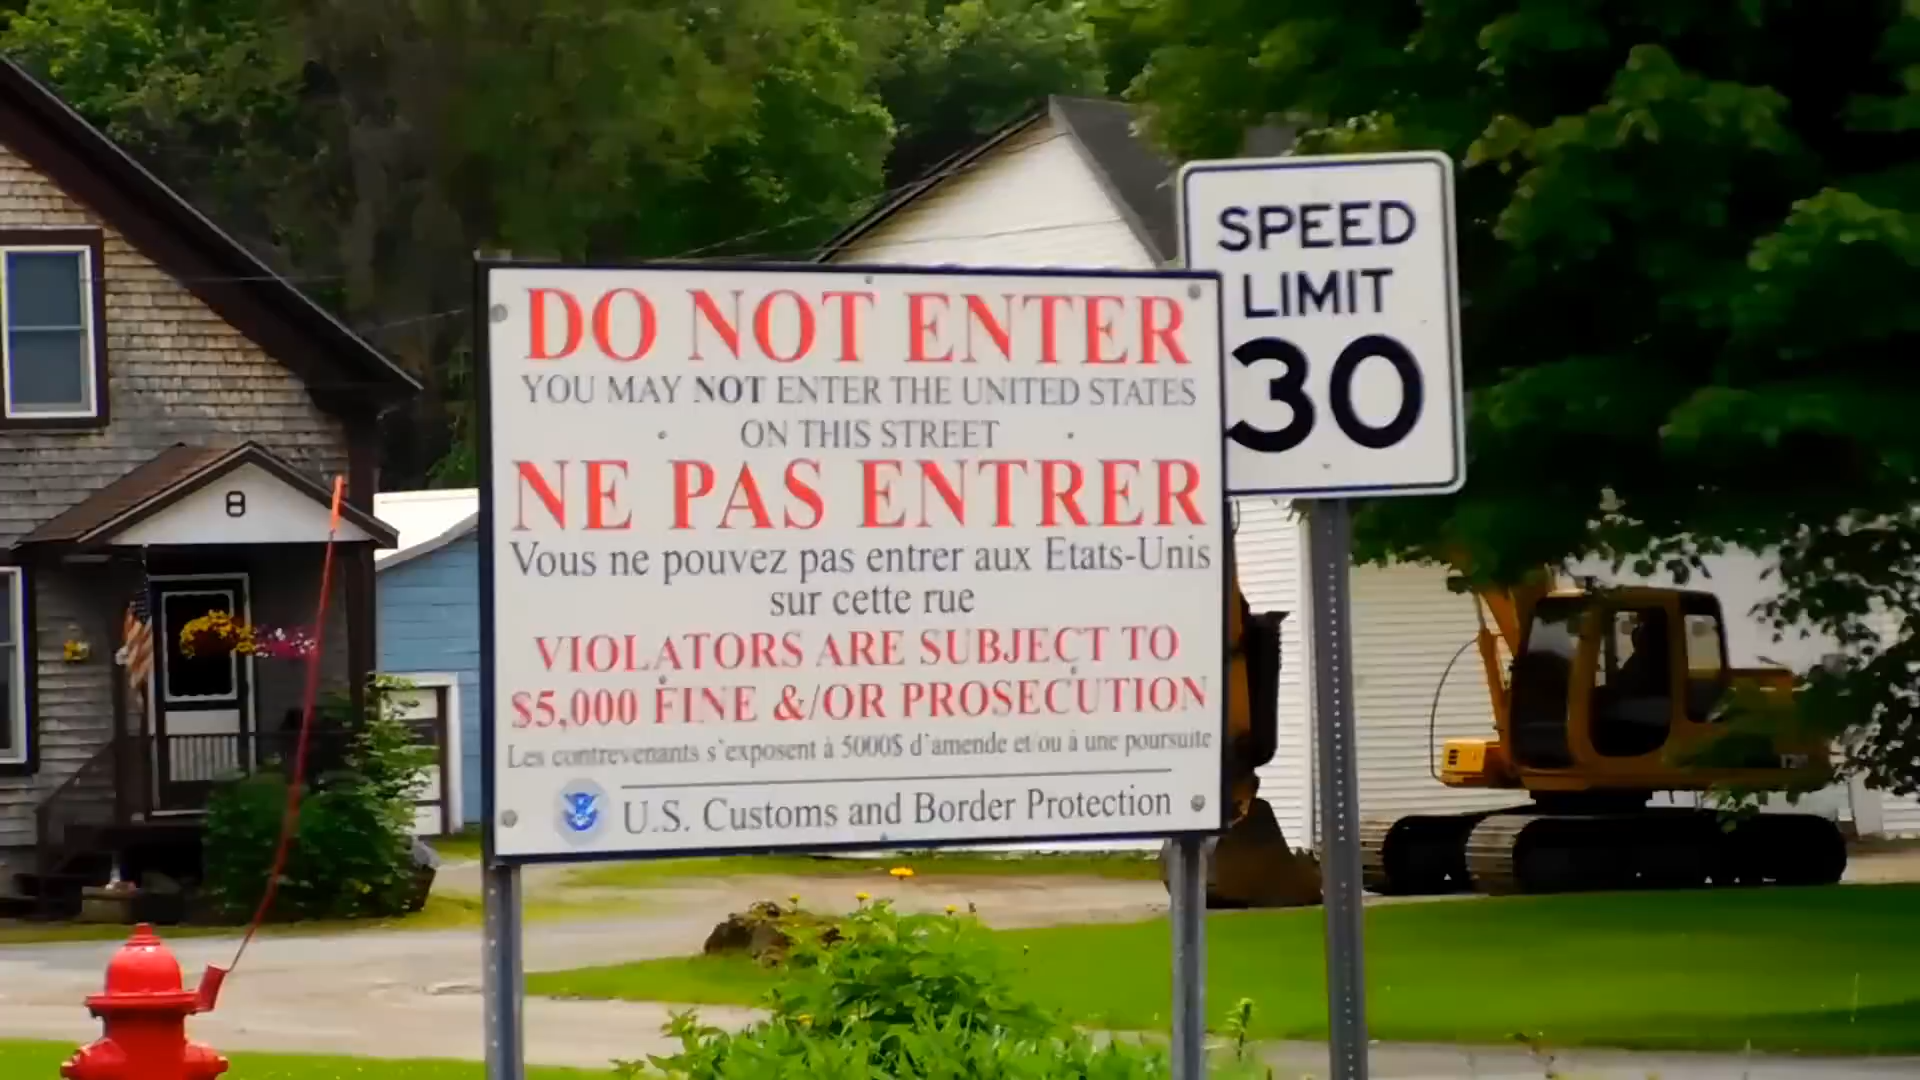 DO NOT ENTER
YOU MAY NOT ENTER THE UNITED STATES
ON THIS STREET
NE PAS ENTRER
Vous ne pouvez pas entrer aux Etats-Unis
sur cette rue
VIOLATORS ARE SUBJECT TO
$5,000 FINE &/OR PROSECUTION
Les contrevenants s'exposent à 5000$ d'amende et/ou à une poursuite
U.S. Customs and Border Protection
SPEED
LIMIT
30
8